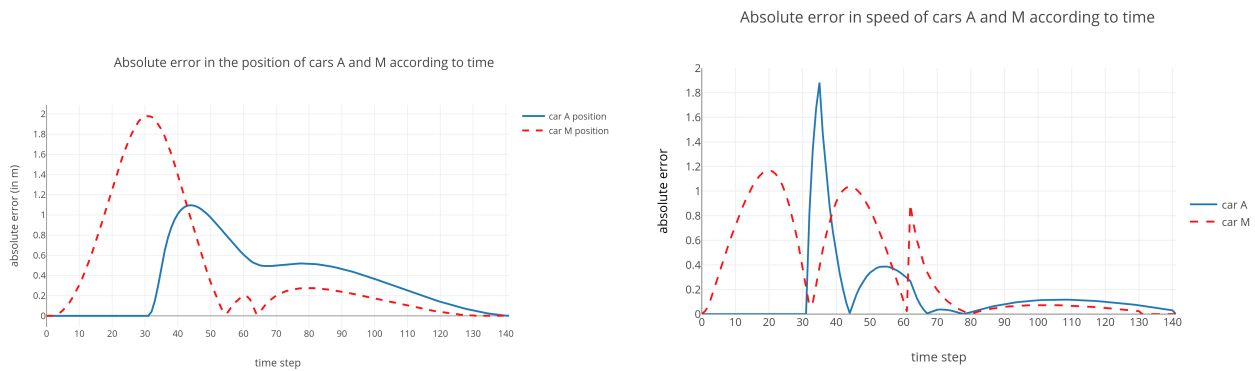 Absolute error in the position of cars A and M according to time
absolute error (in m)
2
1.8
1.6
1.4
1.2
1
0.8
0.6
0.4
0.2
0
0 10 20 30 40 50 60 70 80 90 100 110 120 130 140
time step
car A position
car M position
Absolute error in speed of cars A and M according to time
absolute error
2
1.8
1.6
1.4
1.2
1
0.8
0.6
0.4
0.2
0
0 10 20 30 40 50 60 70 80 90 100 110 120 130 140
time step
car A
car M